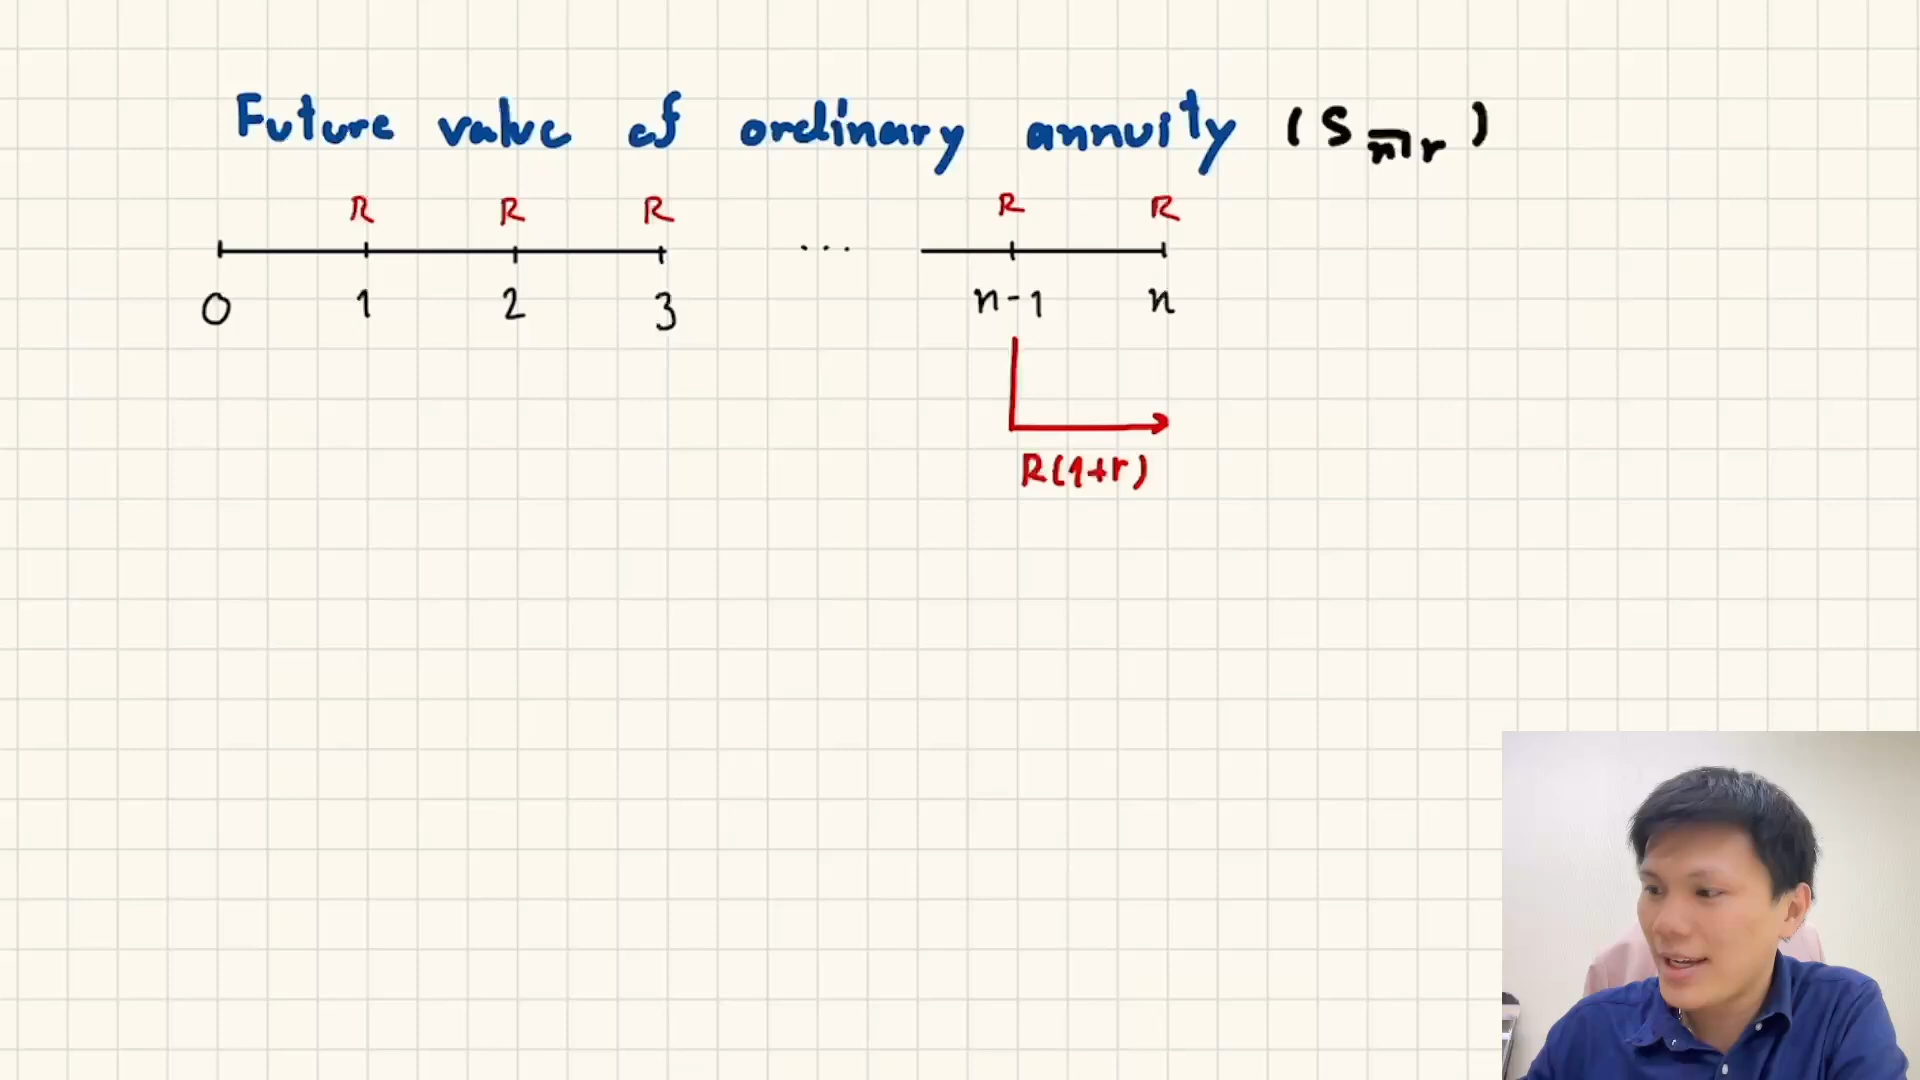 Future value of ordinary annuity (S n̅|r)
R R R R R
...
0 1 2 3 n-1 n
R(1+r)